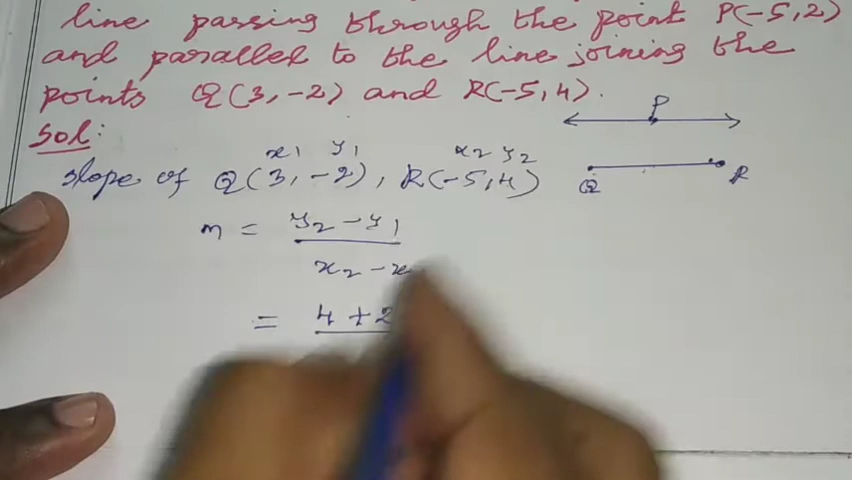 line passing through the point P(-5,2)
and parallel to the line joining the
points Q(3,-2) and R(-5,4).
Sol:
P
x1 y1 x2 y2
slope of Q(3,-2), R(-5,4)
Q R
m = y2 - y1
x2 - x
= 4 + 2